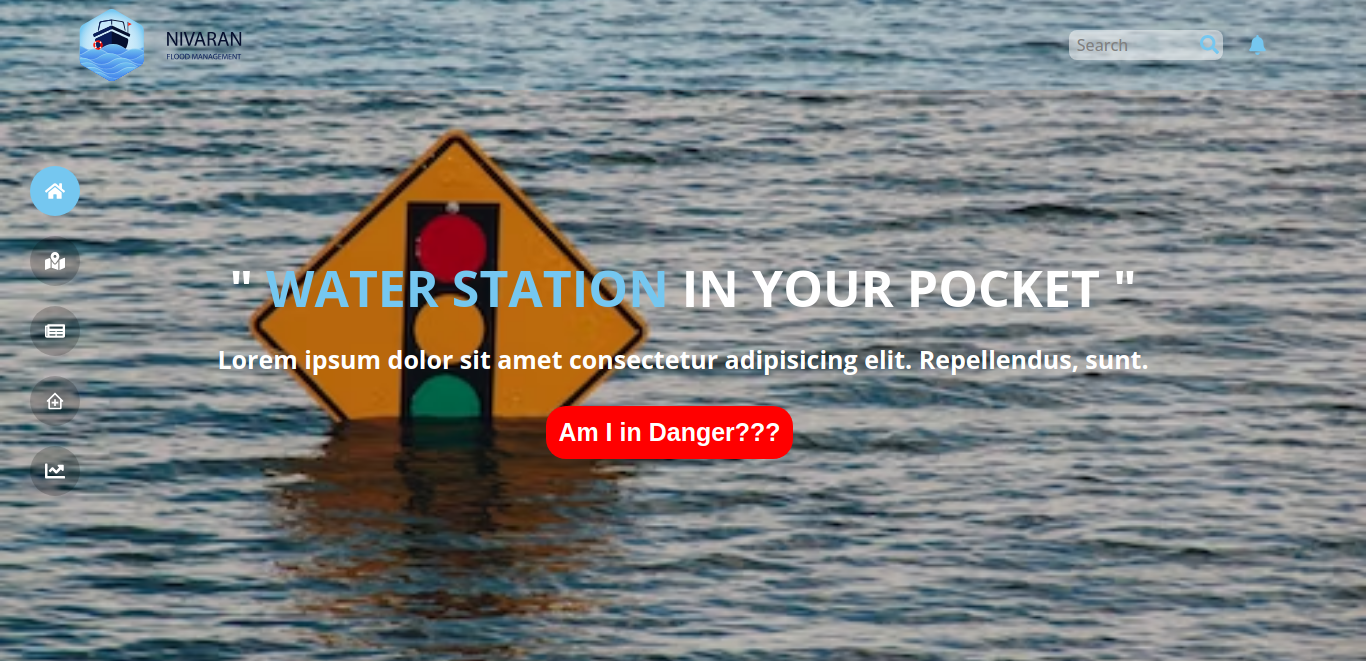 NIVARAN
FLOOD MANAGEMENT
Search
" WATER STATION IN YOUR POCKET "
Lorem ipsum dolor sit amet consectetur adipisicing elit. Repellendus, sunt.
Am I in Danger???